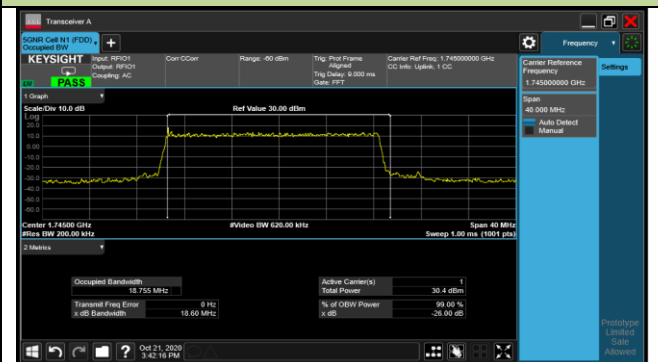 Transceiver A
5GNR Cell N1 (FDD)
Occupied BW
+
Frequency
KEYSIGHT
PASS
Input: RFIO1
Output: RFIO1
Coupling: AC
Corr CCorr
Range: -60 dBm
Trig: Prot Frame
Aligned
Trig Delay: 9.000 ms
Gate: FFT
Carrier Ref Freq: 1.745000000 GHz
CC Info: Uplink, 1 CC
Carrier Reference
Frequency
1.745000000 GHz
Settings
Span
40.000 MHz
Auto Detect
Manual
1 Graph
Scale/Div 10.0 dB
Ref Value 30.00 dBm
Log
20.0
10.0
0.00
-10.0
-20.0
-30.0
-40.0
-50.0
-60.0
Center 1.74500 GHz
#Video BW 620.00 kHz
Span 40 MHz
#Res BW 200.00 kHz
Sweep 1.00 ms (1001 pts)
2 Metrics
Occupied Bandwidth
18.755 MHz
Active Carrier(s) 1
Total Power 30.4 dBm
Transmit Freq Error 0 Hz
x dB Bandwidth 18.60 MHz
% of OBW Power 99.00 %
x dB -26.00 dB
Prototype
Limited
Sale
Allowed
?
Oct 21, 2020
3:42:16 PM